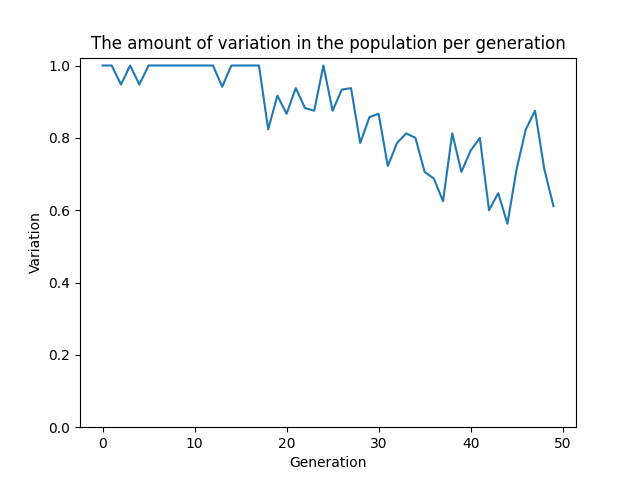 The amount of variation in the population per generation
1.0
0.8
0.6
0.4
0.2
0.0
Variation
0 10 20 30 40 50
Generation